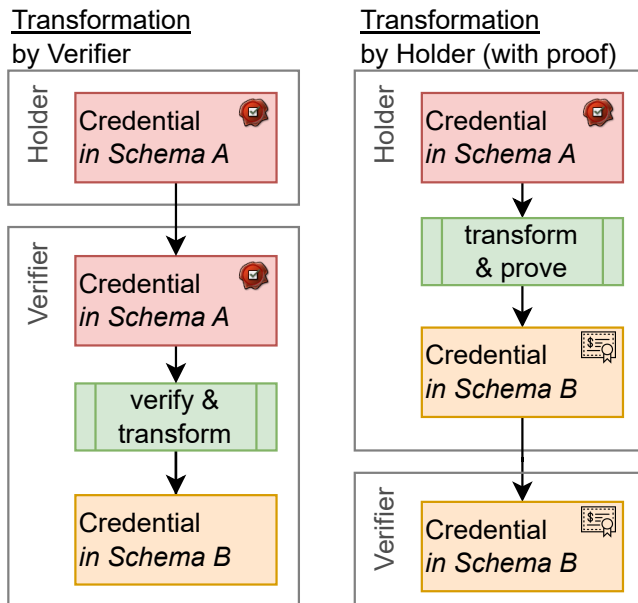 Transformation
by Verifier
Holder
Credential
in Schema A
Verifier
Credential
in Schema A
verify &
transform
Credential
in Schema B
Transformation
by Holder (with proof)
Holder
Credential
in Schema A
transform
& prove
$
Credential
in Schema B
Verifier
$
Credential
in Schema B